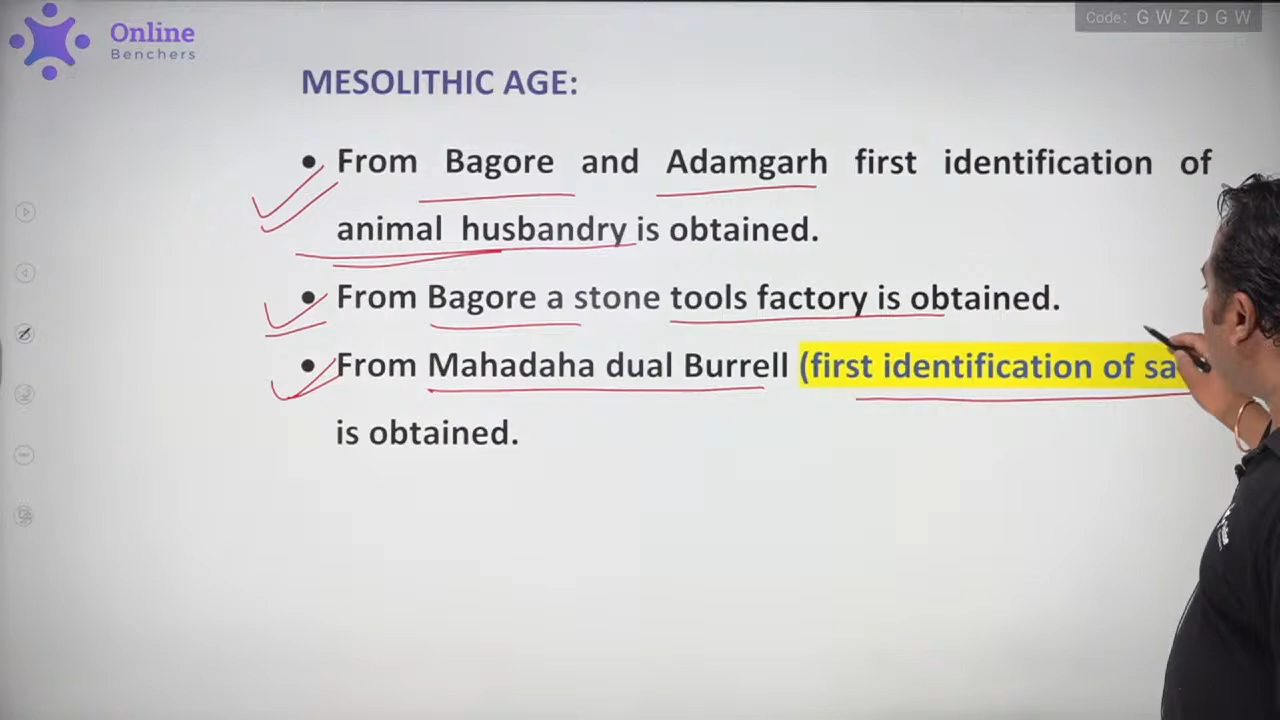 Online
Benchers
Code: G W Z D G W
MESOLITHIC AGE:
• From Bagore and Adamgarh first identification of
animal husbandry is obtained.
• From Bagore a stone tools factory is obtained.
• From Mahadaha dual Burrell (first identification of
is obtained.